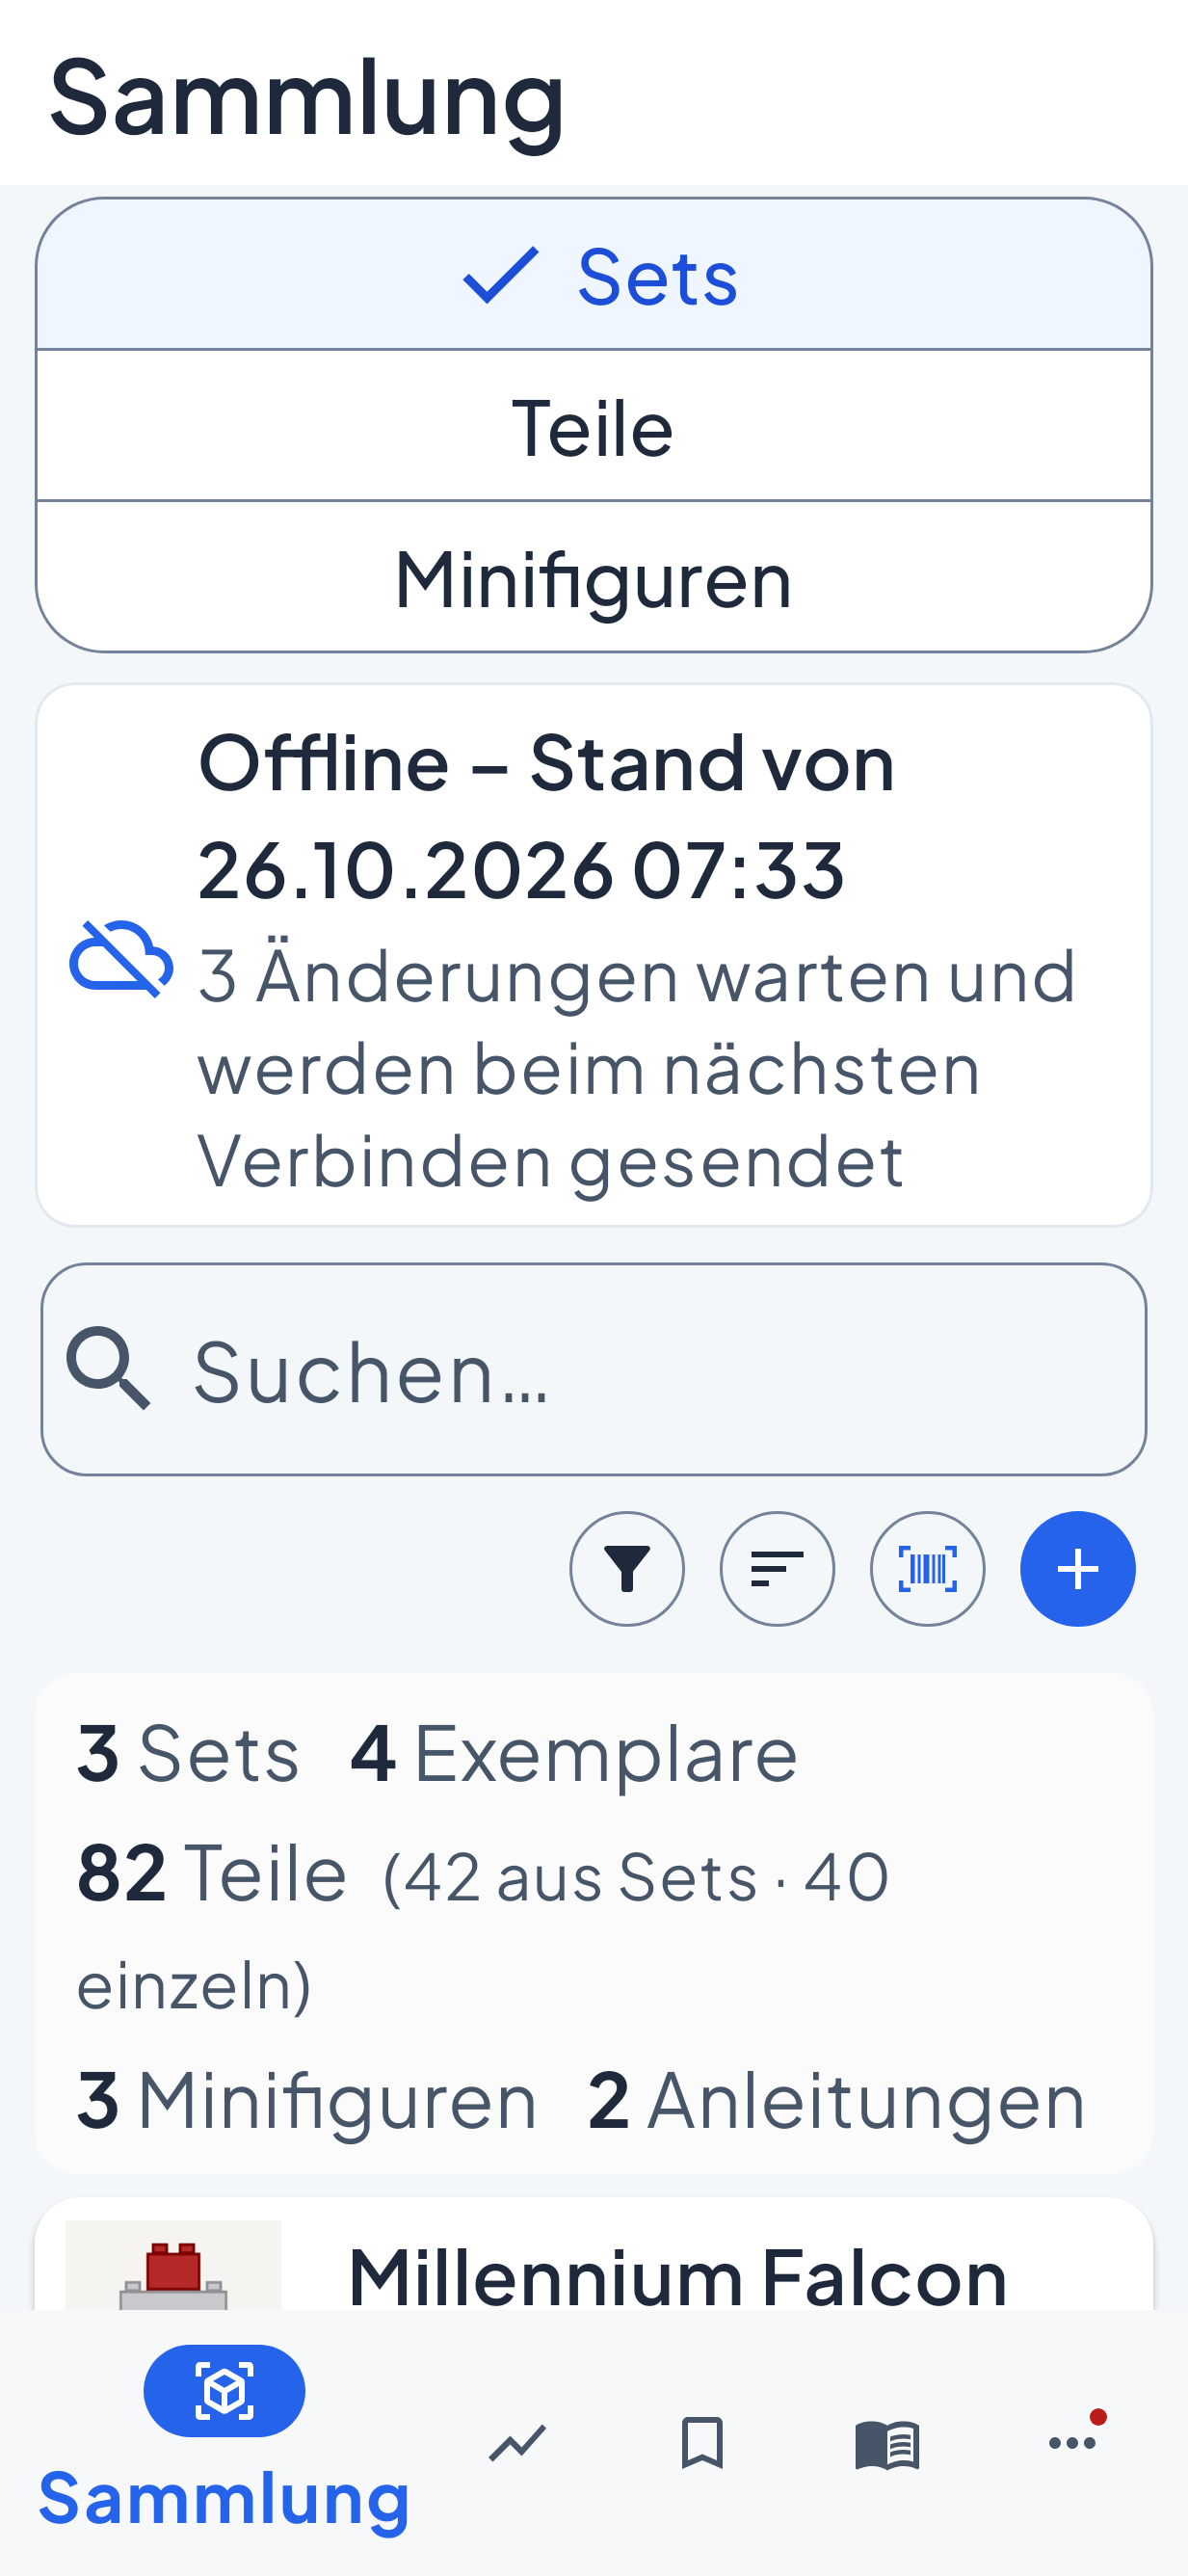 Sammlung
Sets
Teile
Minifiguren
Offline – Stand von
26.10.2026 07:33
3 Änderungen warten und
werden beim nächsten
Verbinden gesendet
Suchen…
3 Sets 4 Exemplare
82 Teile (42 aus Sets · 40
einzeln)
3 Minifiguren 2 Anleitungen
Millennium Falcon
Sammlung